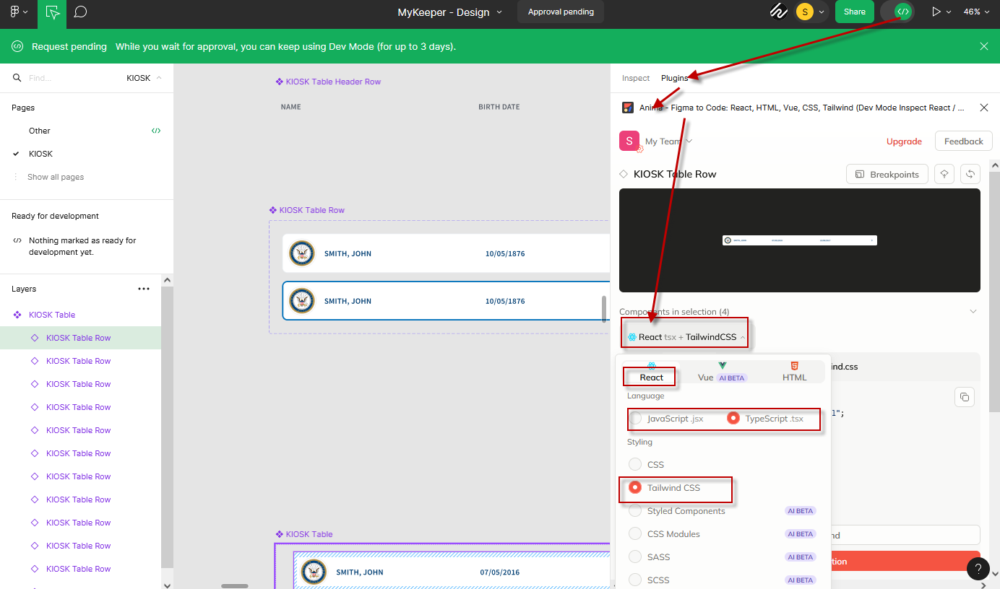 MyKeeper - Design
Approval pending
S
Share
46%
Request pending While you wait for approval, you can keep using Dev Mode (for up to 3 days).
Find...
KIOSK
Pages
Other
KIOSK
Show all pages
Ready for development
Nothing marked as ready for
development yet.
Layers
KIOSK Table
KIOSK Table Row
KIOSK Table Row
KIOSK Table Row
KIOSK Table Row
KIOSK Table Row
KIOSK Table Row
KIOSK Table Row
KIOSK Table Row
KIOSK Table Row
KIOSK Table Row
KIOSK Table Row
KIOSK Table Header Row
NAME BIRTH DATE
KIOSK Table Row
SMITH, JOHN 10/05/1876
SMITH, JOHN 10/05/1876
KIOSK Table
SMITH, JOHN 07/05/2016
Inspect Plugins
Anima - Figma to Code: React, HTML, Vue, CSS, Tailwind (Dev Mode Inspect React / ...
S My Team
Upgrade
Feedback
KIOSK Table Row
Breakpoints
Components in selection (4)
React tsx + TailwindCSS
ind.css
React
Vue AI BETA
HTML
Language
1";
JavaScript .jsx TypeScript .tsx
Styling
CSS
Tailwind CSS
Styled Components AI BETA
CSS Modules AI BETA
nd
SASS AI BETA
tion
SCSS AI BETA
?